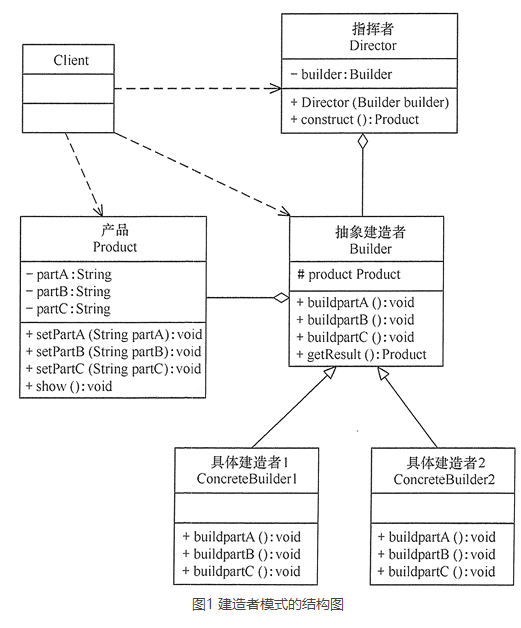 Client
指挥者
Director
− builder:Builder
+ Director(Builder builder)
+ construct():Product
产品
Product
− partA:String
− partB:String
− partC:String
+ setPartA(String partA):void
+ setPartB(String partB):void
+ setPartC(String partC):void
+ show():void
抽象建造者
Builder
# product Product
+ buildpartA():void
+ buildpartB():void
+ buildpartC():void
+ getResult():Product
具体建造者1
ConcreteBuilder1
+ buildpartA():void
+ buildpartB():void
+ buildpartC():void
具体建造者2
ConcreteBuilder2
+ buildpartA():void
+ buildpartB():void
+ buildpartC():void
图1 建造者模式的结构图